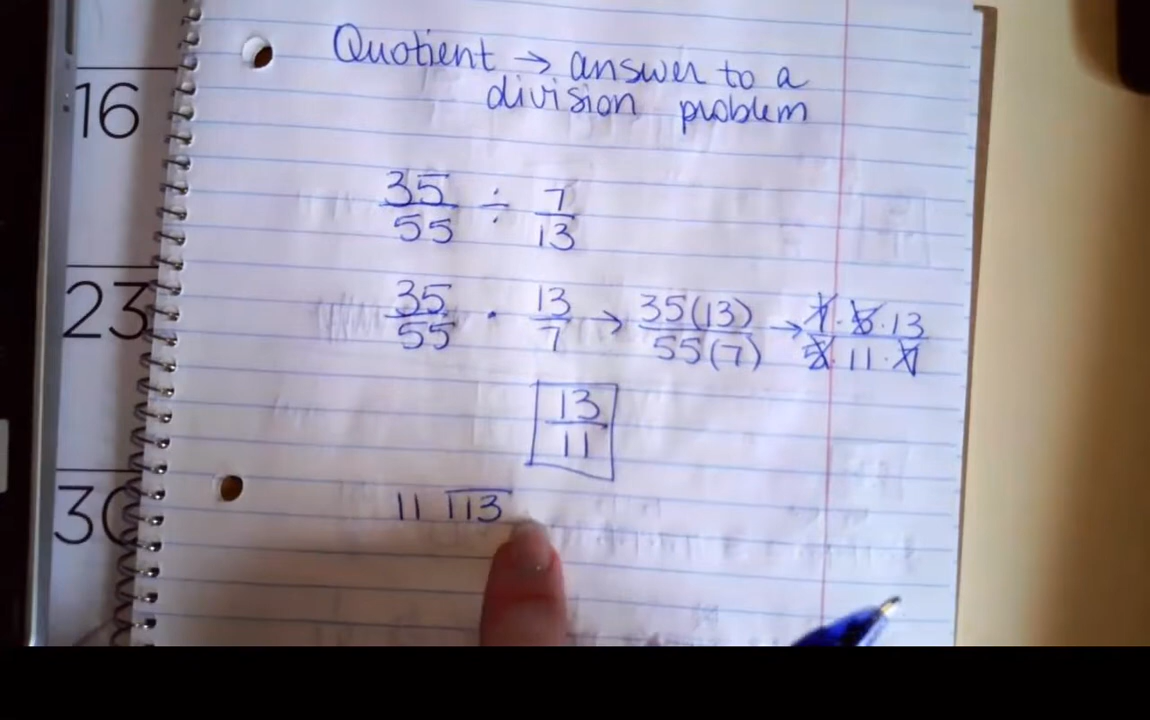 Quotient → answer to a
division problem
16
35/55 ÷ 7/13
23
35/55 · 13/7 → 35(13)/55(7) → 7·5·13/5·11·7
13/11
30
11 ⟌13